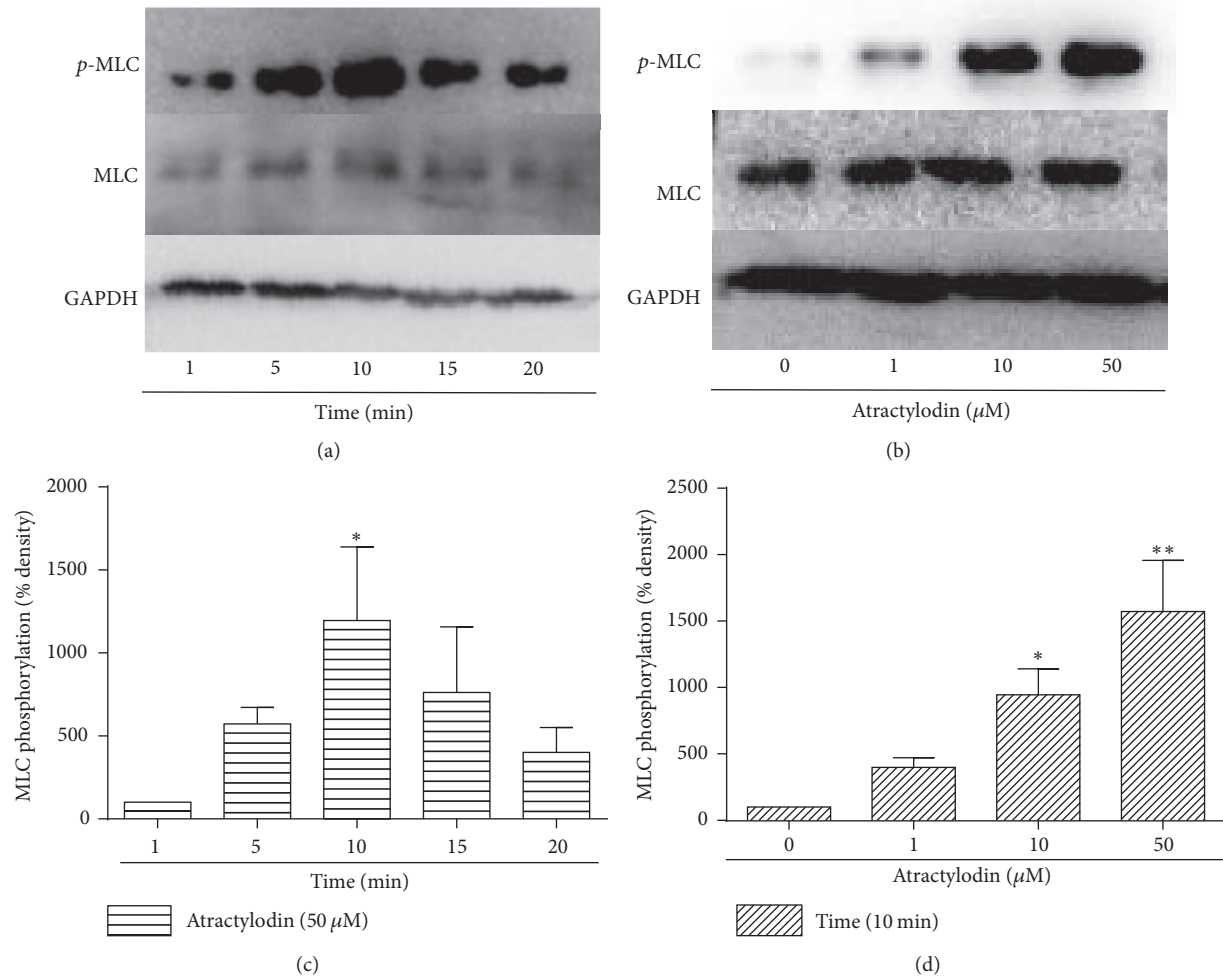 p-MLC
MLC
GAPDH
1 5 10 15 20
Time (min)
(a)
p-MLC
MLC
GAPDH
0 1 10 50
Atractylodin (μM)
(b)
2000
1500
1000
500
0
MLC phosphorylation (% density)
*
1 5 10 15 20
Time (min)
Atractylodin (50 μM)
(c)
2500
2000
1500
1000
500
0
MLC phosphorylation (% density)
*
**
0 1 10 50
Atractylodin (μM)
Time (10 min)
(d)